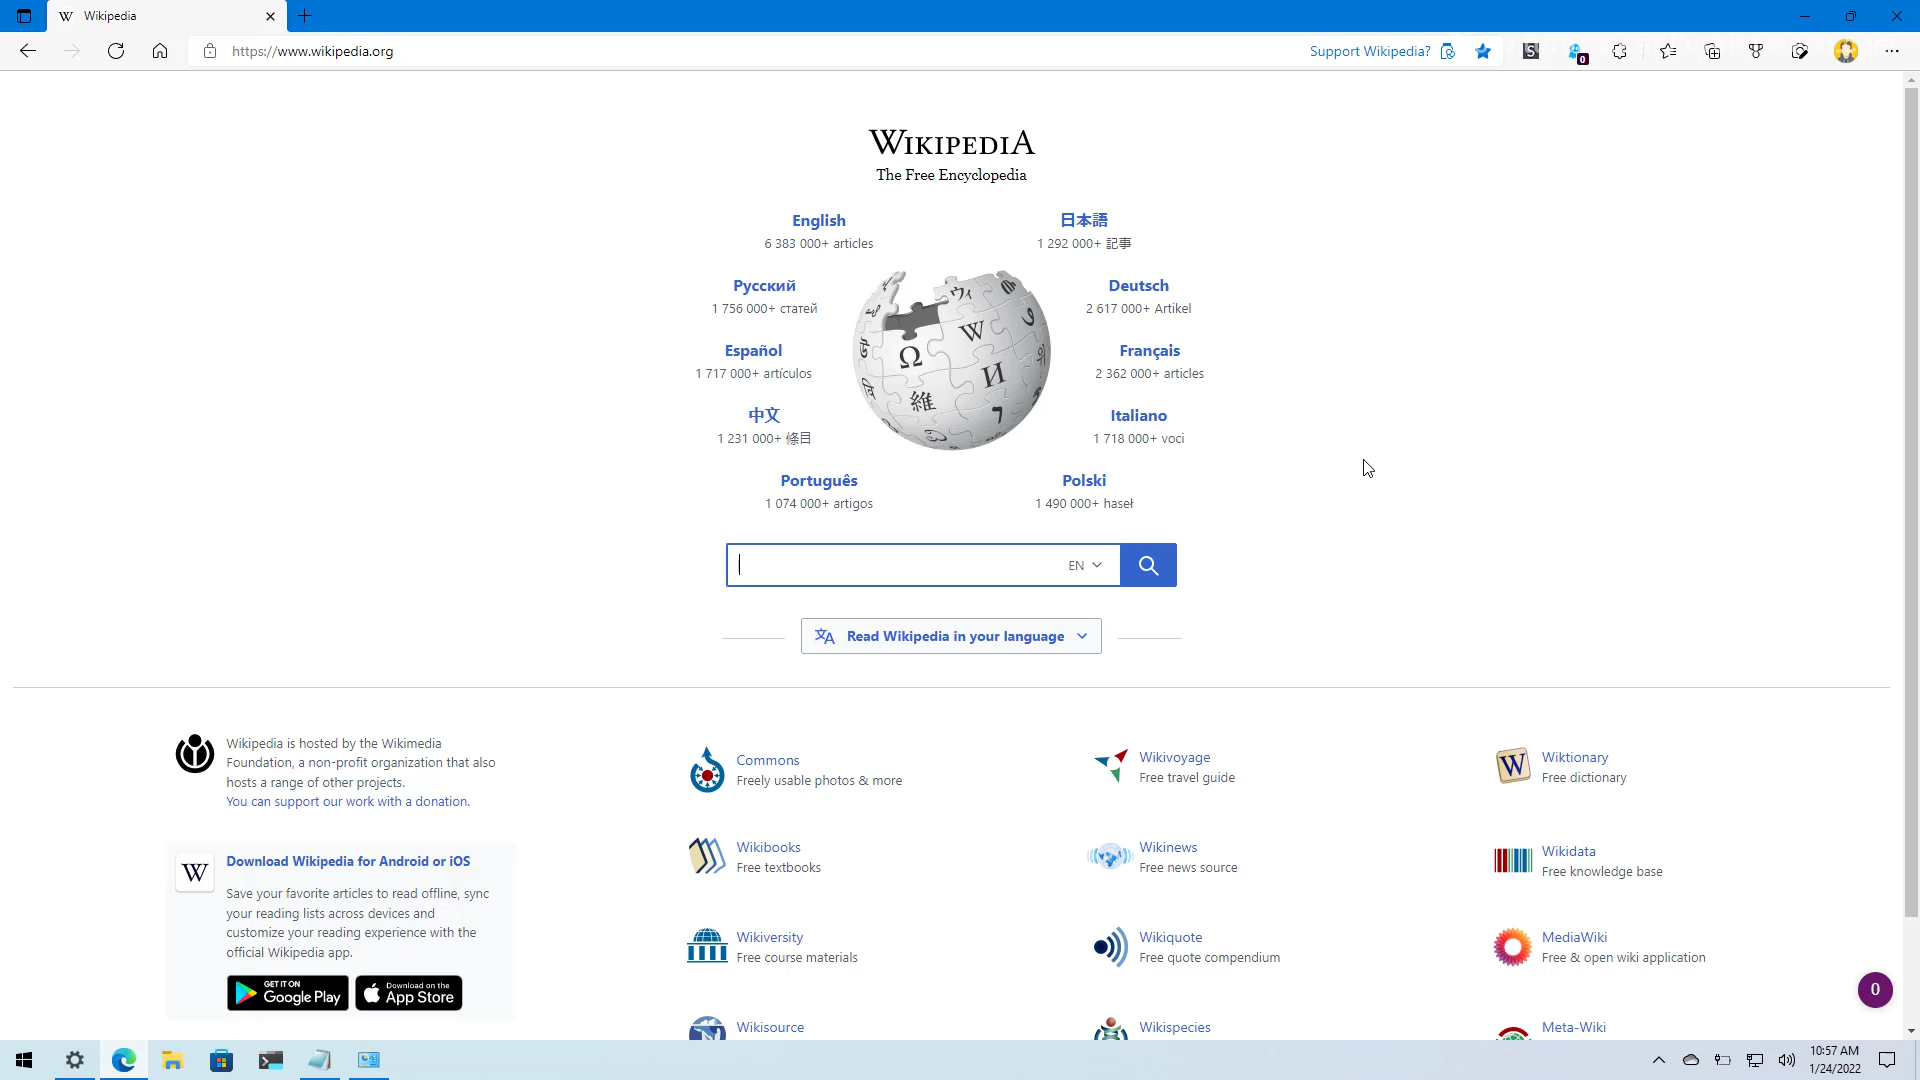 Wikipedia
https://www.wikipedia.org
Support Wikipedia?
0
WIKIPEDIA
The Free Encyclopedia
English
6 383 000+ articles
日本語
1 292 000+ 記事
Русский
1 756 000+ статей
Deutsch
2 617 000+ Artikel
Español
1 717 000+ artículos
Français
2 362 000+ articles
中文
1 231 000+ 條目
Italiano
1 718 000+ voci
Português
1 074 000+ artigos
Polski
1 490 000+ haseł
EN
Read Wikipedia in your language
Wikipedia is hosted by the Wikimedia
Foundation, a non-profit organization that also
hosts a range of other projects.
You can support our work with a donation.
Download Wikipedia for Android or iOS
Save your favorite articles to read offline, sync
your reading lists across devices and
customize your reading experience with the
official Wikipedia app.
GET IT ON
Google Play
Download on the
App Store
Commons
Freely usable photos & more
Wikivoyage
Free travel guide
Wiktionary
Free dictionary
Wikibooks
Free textbooks
Wikinews
Free news source
Wikidata
Free knowledge base
Wikiversity
Free course materials
Wikiquote
Free quote compendium
MediaWiki
Free & open wiki application
Wikisource
Wikispecies
Meta-Wiki
0
10:57 AM
1/24/2022